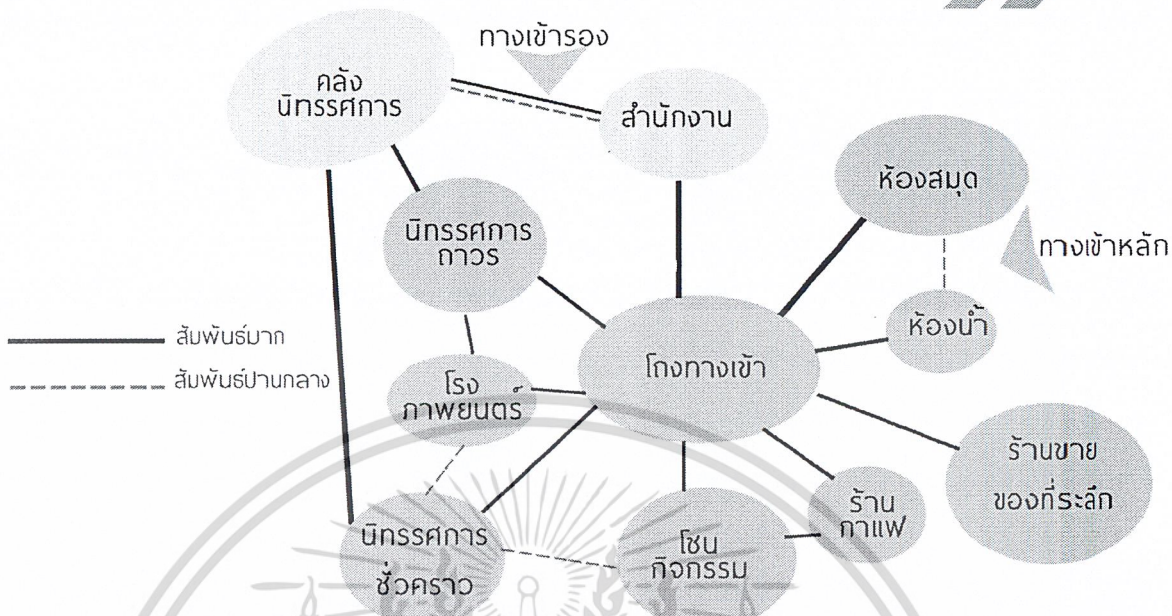 ทางเข้ารอง
คลัง
นิทรรศการ
สำนักงาน
ห้องสมุด
นิทรรศการ
ถาวร
ทางเข้าหลัก
ห้องน้ำ
สัมพันธ์มาก
โถงทางเข้า
สัมพันธ์ปานกลาง
โรง
ภาพยนตร์
ร้านขาย
ของที่ระลึก
ร้าน
กาแฟ
นิทรรศการ
ชั่วคราว
โซน
กิจกรรม